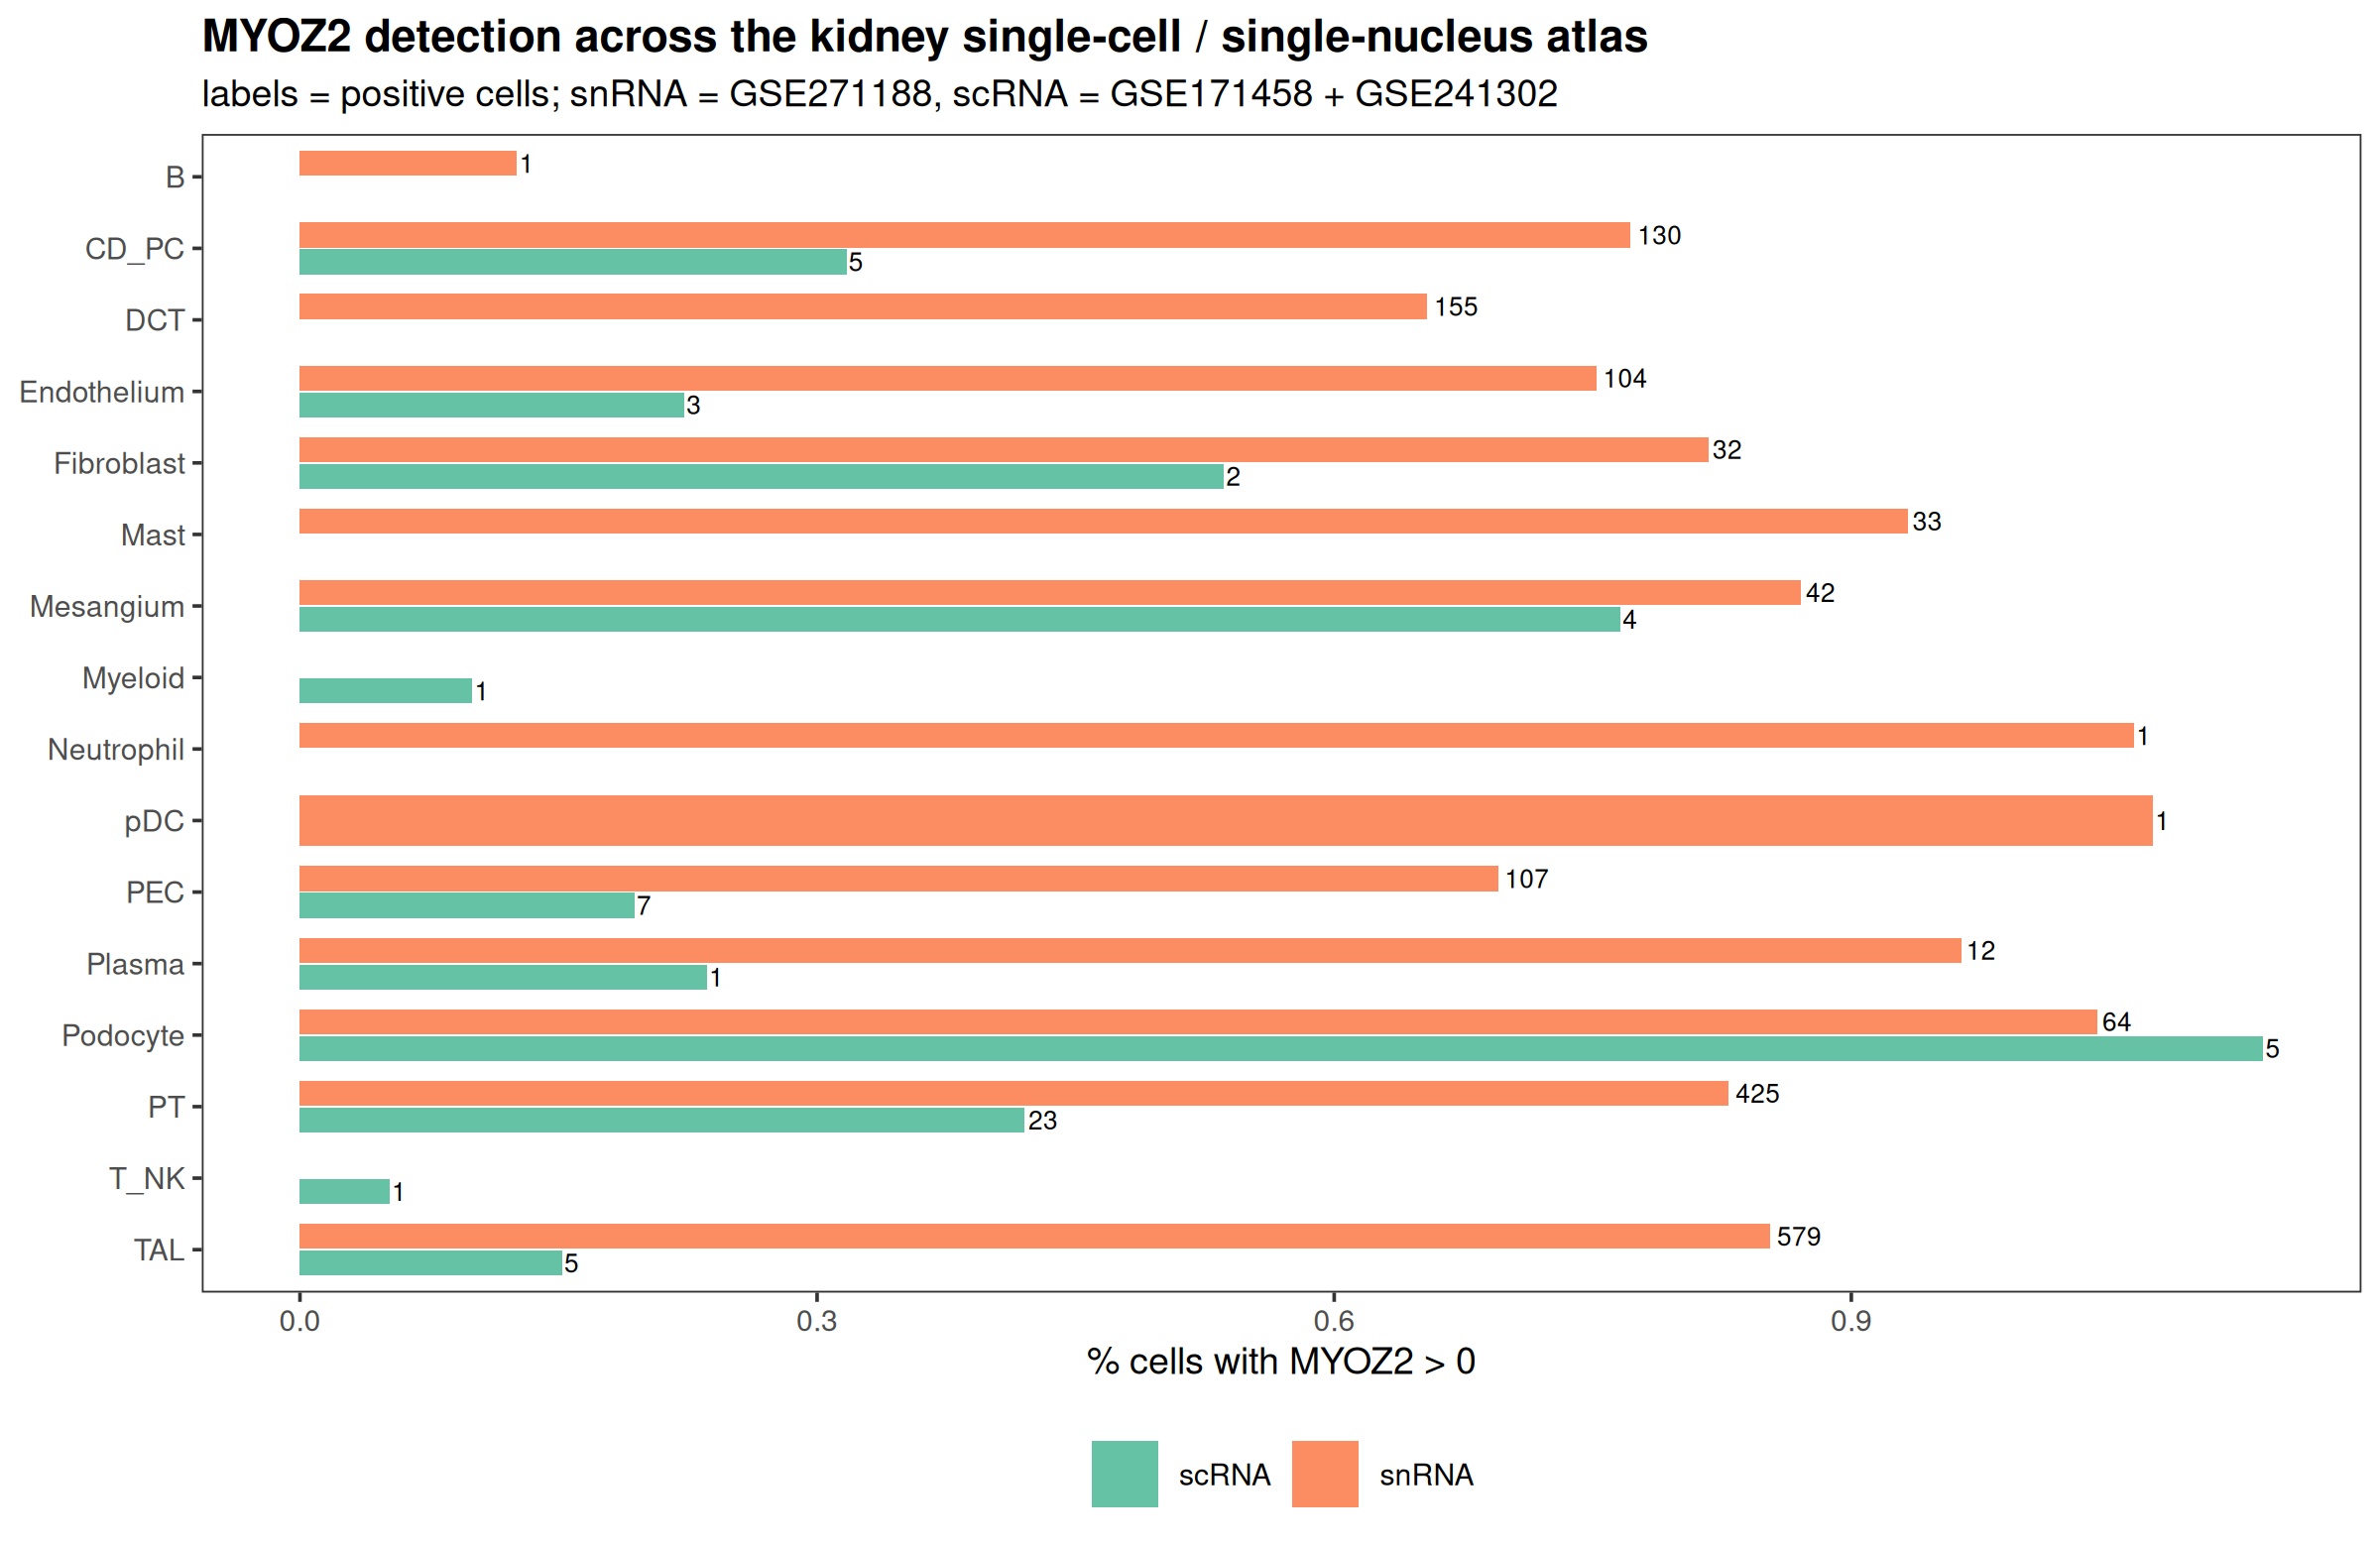 MYOZ2 detection across the kidney single-cell / single-nucleus atlas
labels = positive cells; snRNA = GSE271188, scRNA = GSE171458 + GSE241302
B
1
CD_PC
130
5
DCT
155
Endothelium
104
3
Fibroblast
32
2
Mast
33
Mesangium
42
4
Myeloid
1
Neutrophil
1
pDC
1
PEC
107
7
Plasma
12
1
Podocyte
64
5
PT
425
23
T_NK
1
TAL
579
5
0.0 0.3 0.6 0.9
% cells with MYOZ2 > 0
scRNA snRNA